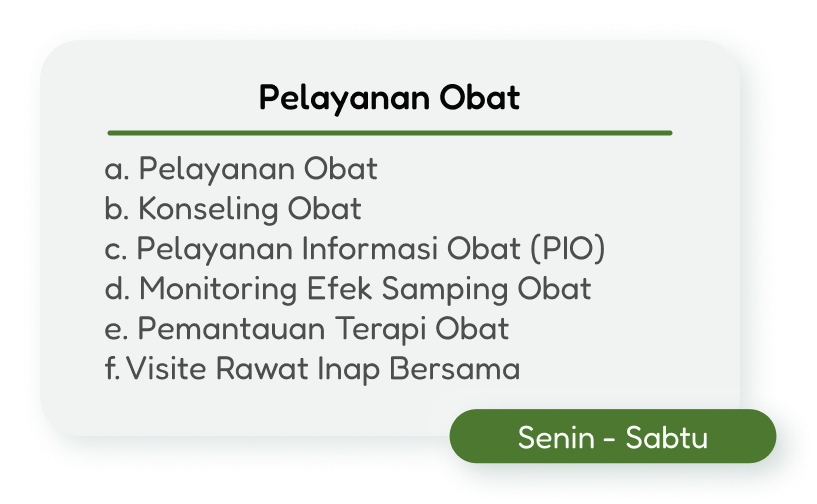 Pelayanan Obat
a. Pelayanan Obat
b. Konseling Obat
c. Pelayanan Informasi Obat (PIO)
d. Monitoring Efek Samping Obat
e. Pemantauan Terapi Obat
f. Visite Rawat Inap Bersama
Senin - Sabtu